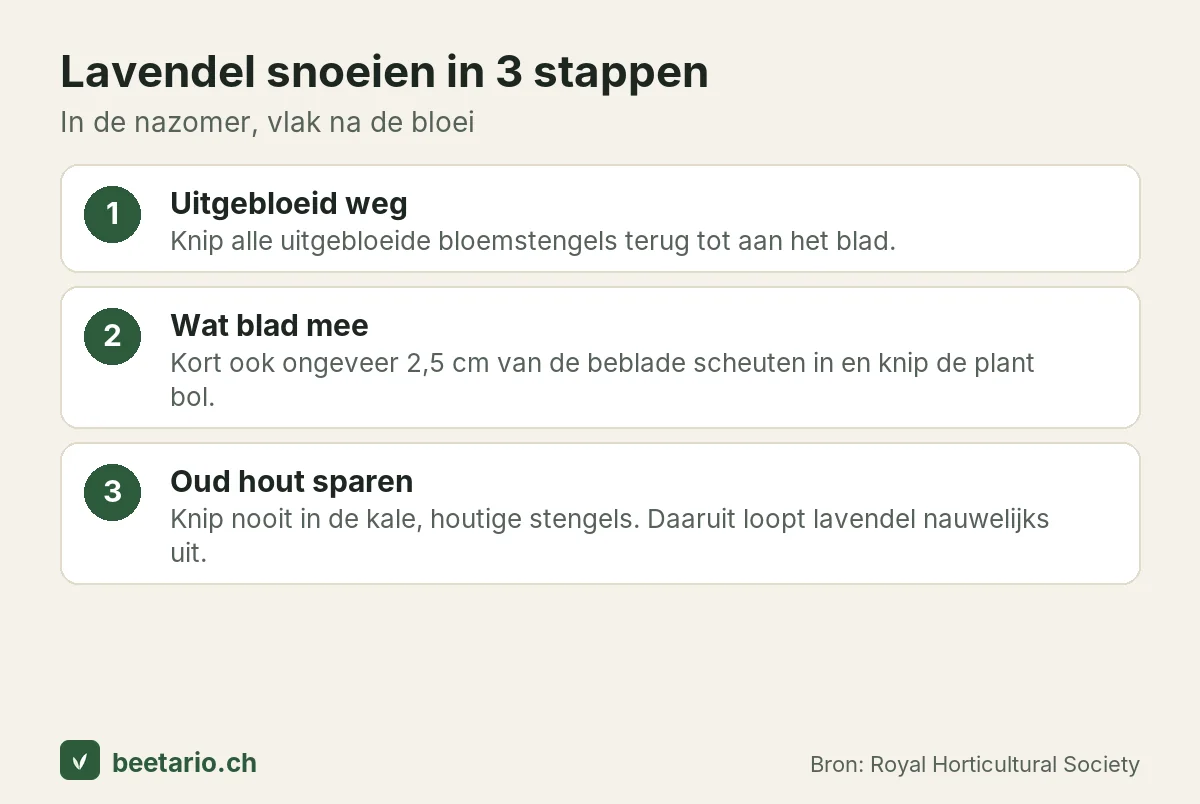 Lavendel snoeien in 3 stappen
In de nazomer, vlak na de bloei
1
Uitgebloeid weg
Knip alle uitgebloeide bloemstengels terug tot aan het blad.
2
Wat blad mee
Kort ook ongeveer 2,5 cm van de beblade scheuten in en knip de plant
bol.
3
Oud hout sparen
Knip nooit in de kale, houtige stengels. Daaruit loopt lavendel nauwelijks
uit.
beetario.ch
Bron: Royal Horticultural Society